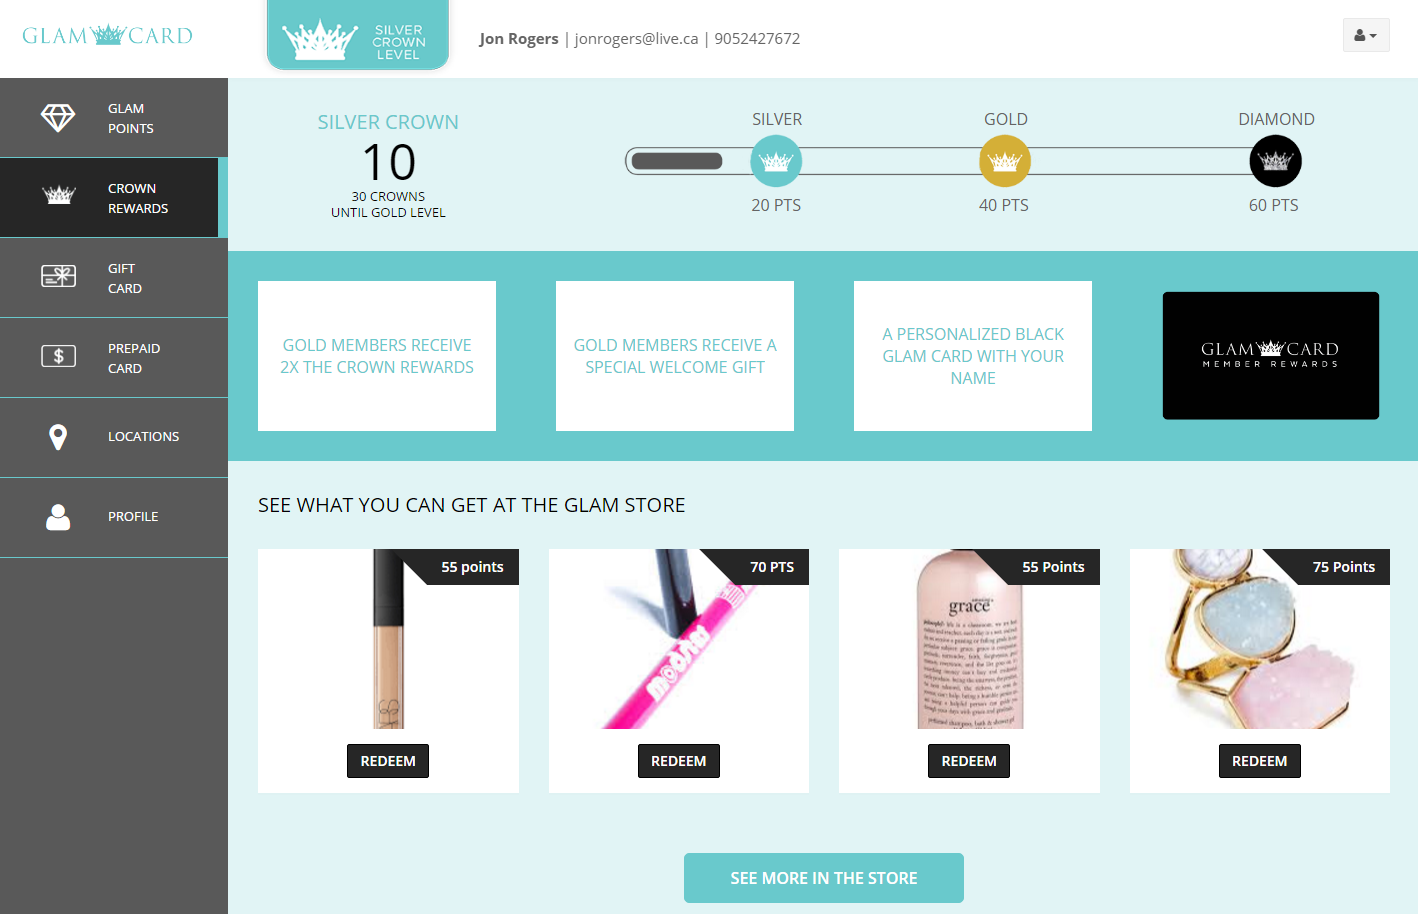 GLAM CARD
SILVER
CROWN
LEVEL
Jon Rogers | jonrogers@live.ca | 9052427672
GLAM
POINTS
CROWN
REWARDS
GIFT
CARD
PREPAID
CARD
LOCATIONS
PROFILE
SILVER CROWN
10
30 CROWNS
UNTIL GOLD LEVEL
SILVER
GOLD
DIAMOND
20 PTS
40 PTS
60 PTS
GOLD MEMBERS RECEIVE
2X THE CROWN REWARDS
GOLD MEMBERS RECEIVE A
SPECIAL WELCOME GIFT
A PERSONALIZED BLACK
GLAM CARD WITH YOUR
NAME
GLAM CARD
MEMBER REWARDS
SEE WHAT YOU CAN GET AT THE GLAM STORE
55 points
REDEEM
70 PTS
REDEEM
55 Points
amazing
grace
REDEEM
75 Points
REDEEM
SEE MORE IN THE STORE